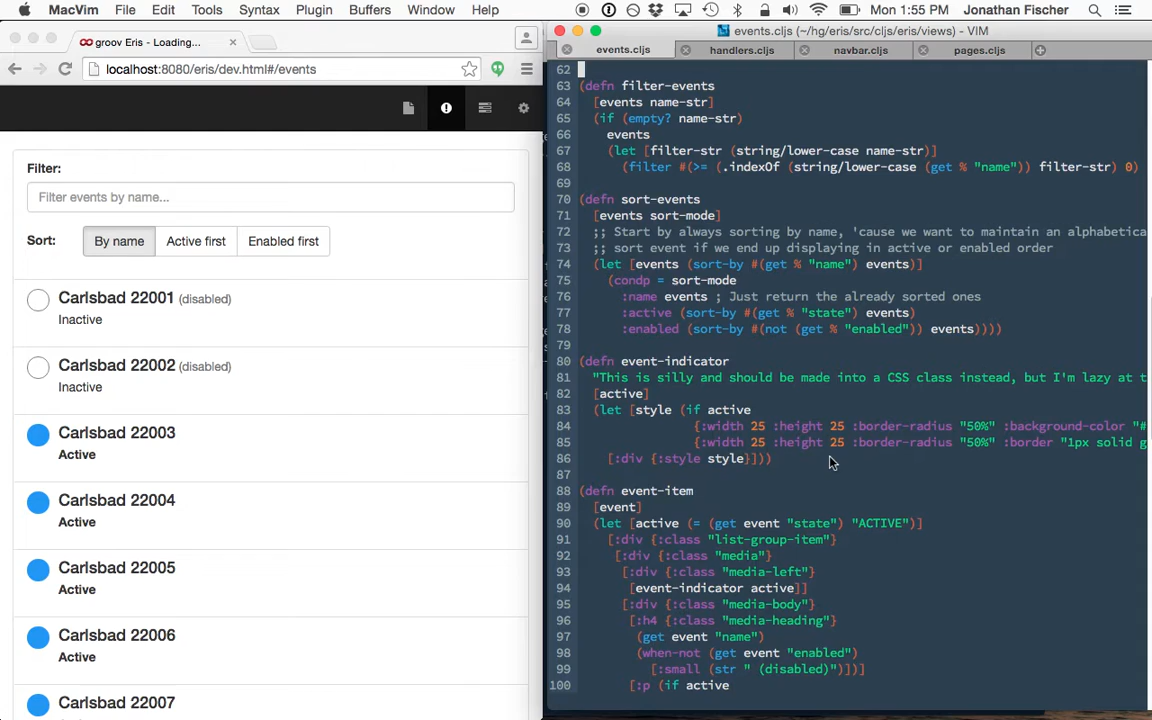 MacVim File Edit Tools Syntax Plugin Buffers Window Help Mon 1:55 PM Jonathan Fischer
groov Eris - Loading...
localhost:8080/eris/dev.html#/events
Filter:
Filter events by name...
Sort: By name Active first Enabled first
Carlsbad 22001 (disabled)
Inactive
Carlsbad 22002 (disabled)
Inactive
Carlsbad 22003
Active
Carlsbad 22004
Active
Carlsbad 22005
Active
Carlsbad 22006
Active
Carlsbad 22007
events.cljs (~/hg/eris/src/cljs/eris/views) - VIM
events.cljs handlers.cljs navbar.cljs pages.cljs
62
63 (defn filter-events
64 [events name-str]
65 (if (empty? name-str)
66 events
67 (let [filter-str (string/lower-case name-str)]
68 (filter #(>= (.indexOf (string/lower-case (get % "name")) filter-str) 0)
69
70 (defn sort-events
71 [events sort-mode]
72 ;; Start by always sorting by name, 'cause we want to maintain an alphabetica
73 ;; sort event if we end up displaying in active or enabled order
74 (let [events (sort-by #(get % "name") events)]
75 (condp = sort-mode
76 :name events ; Just return the already sorted ones
77 :active (sort-by #(get % "state") events)
78 :enabled (sort-by #(not (get % "enabled")) events))))
79
80 (defn event-indicator
81 "This is silly and should be made into a CSS class instead, but I'm lazy at t
82 [active]
83 (let [style (if active
84 {:width 25 :height 25 :border-radius "50%" :background-color "#
85 {:width 25 :height 25 :border-radius "50%" :border "1px solid g
86 [:div {:style style}]))
87
88 (defn event-item
89 [event]
90 (let [active (= (get event "state") "ACTIVE")]
91 [:div {:class "list-group-item"}
92 [:div {:class "media"}
93 [:div {:class "media-left"}
94 [event-indicator active]]
95 [:div {:class "media-body"}
96 [:h4 {:class "media-heading"}
97 (get event "name")
98 (when-not (get event "enabled")
99 [:small (str " (disabled)")])]
100 [:p (if active